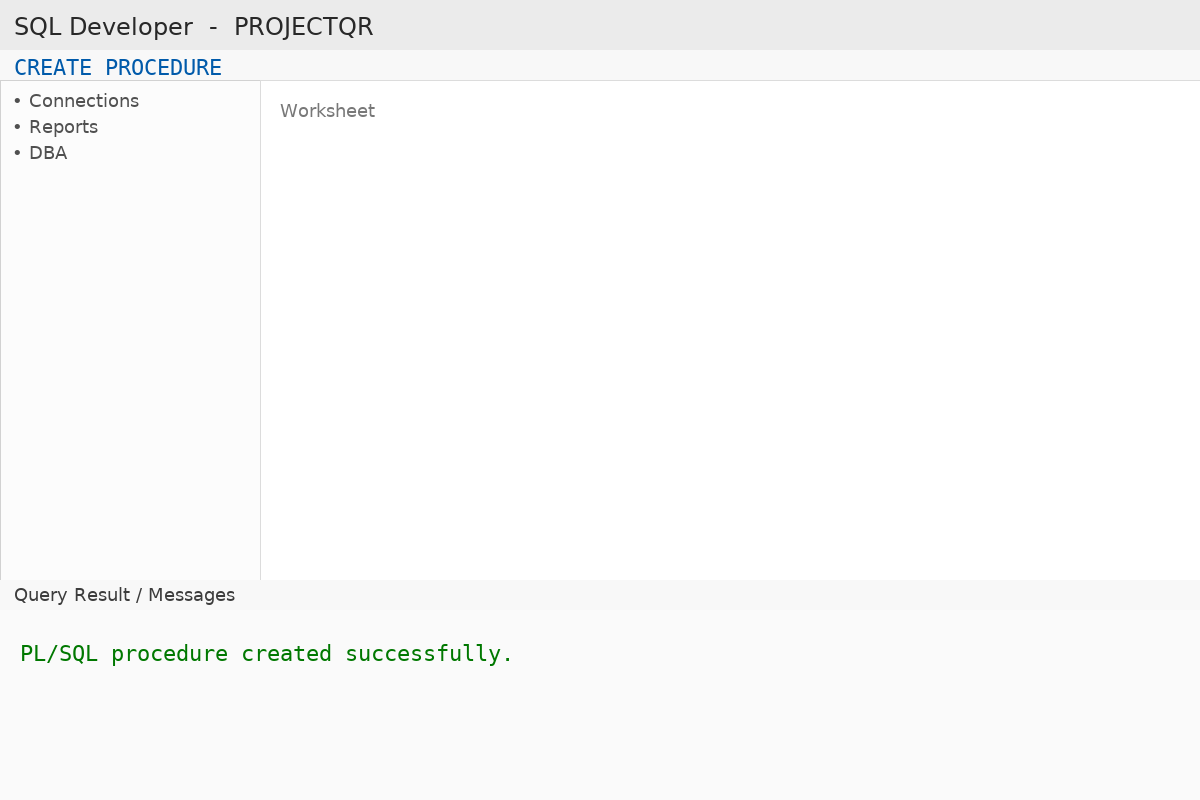 SQL Developer - PROJECTQR
CREATE PROCEDURE
• Connections
• Reports
• DBA
Worksheet
Query Result / Messages
PL/SQL procedure created successfully.